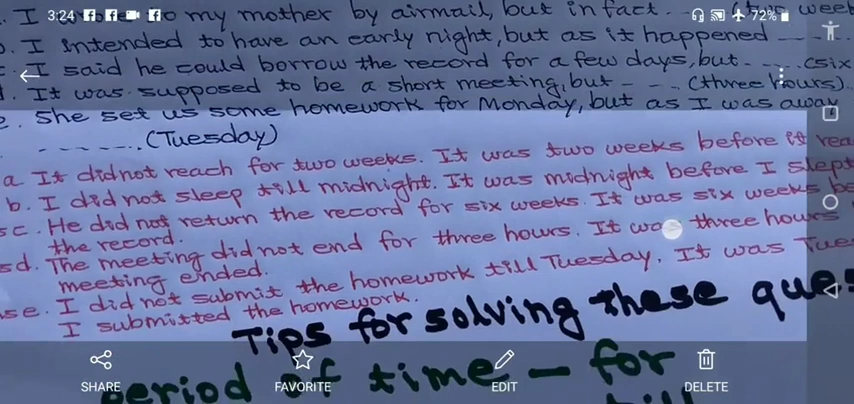 3:24 72%
I to my mother by airmail, but in fact
. I intended to have an early night, but as it happened
. I said he could borrow the record for a few days, but (six
. It was supposed to be a short meeting, but - - - (three hours)
e. She set us some homework for Monday, but as I was away
(Tuesday)
a It did not reach for two weeks. It was two weeks before it
b. I did not sleep till midnight. It was midnight before I slept
c. He did not return the record for six weeks. It was six weeks
the record.
d. The meeting did not end for three hours. It was three hours
meeting ended.
e. I did not submit the homework till Tuesday. It was
I submitted the homework.
Tips for solving these
period of time — for
till
SHARE FAVORITE EDIT DELETE